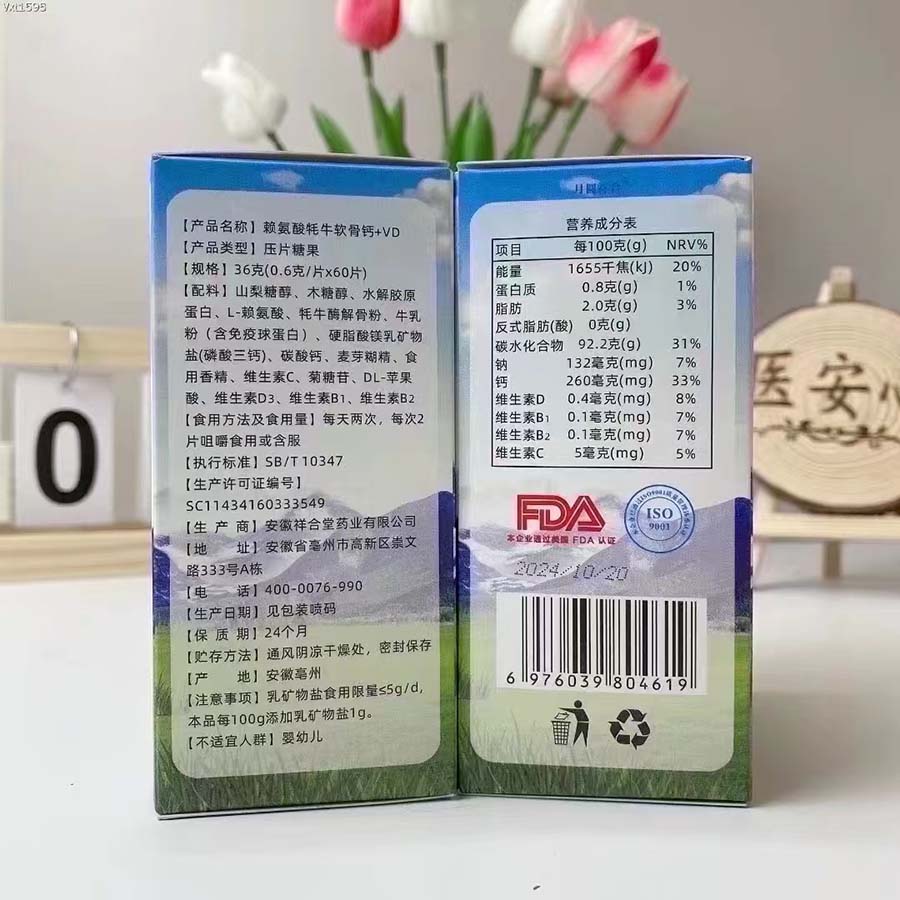 Vxt1595
【产品名称】赖氨酸牦牛软骨钙+VD
【产品类型】压片糖果
【规格】36克(0.6克/片x60片)
【配料】山梨糖醇、木糖醇、水解胶原
蛋白、L-赖氨酸、牦牛酶解骨粉、牛乳
粉（含免疫球蛋白）、硬脂酸镁乳矿物
盐(磷酸三钙)、碳酸钙、麦芽糊精、食
用香精、维生素C、菊糖苷、DL-苹果
酸、维生素D3、维生素B1、维生素B2
【食用方法及食用量】每天两次，每次2
片咀嚼食用或含服
【执行标准】SB/T 10347
【生产许可证编号】
SC11434160333549
【生 产 商】安徽祥合堂药业有限公司
【地 址】安徽省亳州市高新区崇文
路333号A栋
【电 话】400-0076-990
【生产日期】见包装喷码
【保 质 期】24个月
【贮存方法】通风阴凉干燥处，密封保存
【产 地】安徽亳州
【注意事项】乳矿物盐食用限量≤5g/d，
本品每100g添加乳矿物盐1g。
【不适宜人群】婴幼儿
营养成分表
项目 每100克(g) NRV%
能量 1655千焦(kJ) 20%
蛋白质 0.8克(g) 1%
脂肪 2.0克(g) 3%
反式脂肪(酸) 0克(g)
碳水化合物 92.2克(g) 31%
钠 132毫克(mg) 7%
钙 260毫克(mg) 33%
维生素D 0.4毫克(mg) 8%
维生素B1 0.1毫克(mg) 7%
维生素B2 0.1毫克(mg) 7%
维生素C 5毫克(mg) 5%
FDA
本企业通过美国 FDA 认证
ISO
9001
2024/10/20
6 976039 804619
0
医安心